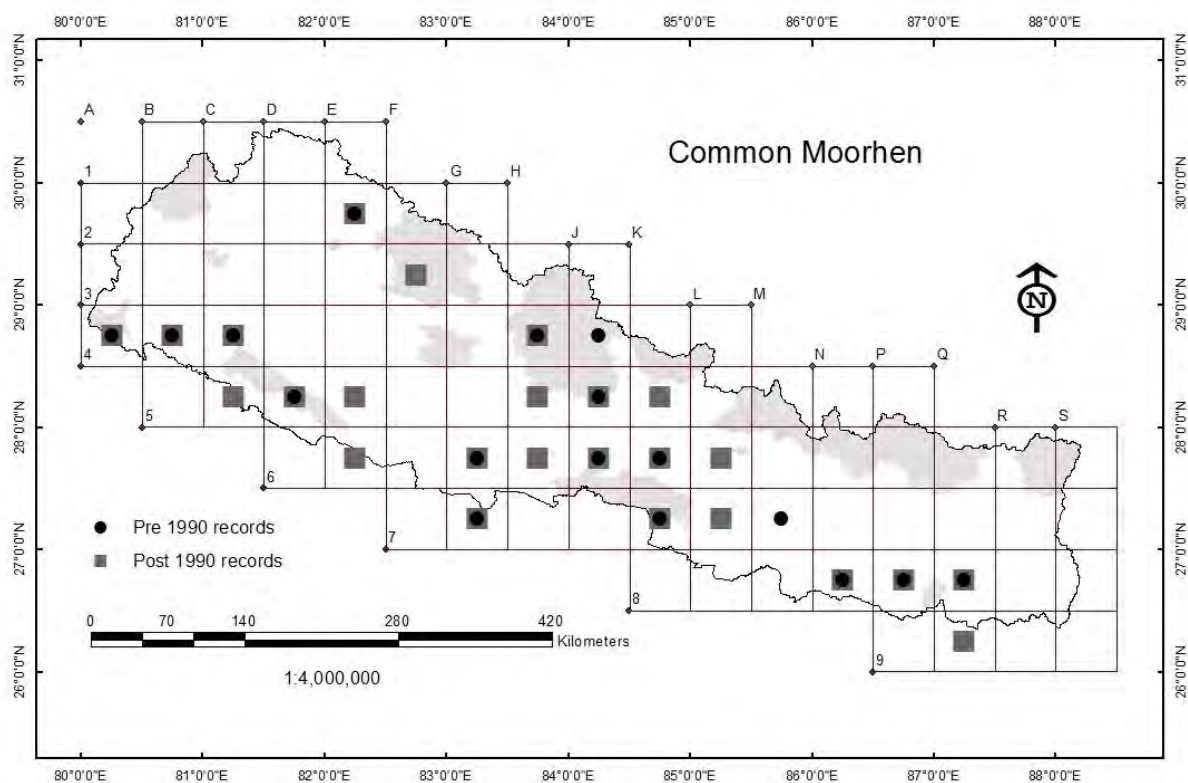 80°0'0"E 81°0'0"E 82°0'0"E 83°0'0"E 84°0'0"E 85°0'0"E 86°0'0"E 87°0'0"E 88°0'0"E
31°0'0"N 31°0'0"N
A B C D E F
Common Moorhen
30°0'0"N 1 G H 30°0'0"N
2 J K
29°0'0"N 3 L M 29°0'0"N
N
4 N P Q
28°0'0"N 5 R S 28°0'0"N
6
Pre 1990 records
27°0'0"N 7 27°0'0"N
Post 1990 records
8
0 70 140 280 420
Kilometers
1:4,000,000
26°0'0"N 9 26°0'0"N
80°0'0"E 81°0'0"E 82°0'0"E 83°0'0"E 84°0'0"E 85°0'0"E 86°0'0"E 87°0'0"E 88°0'0"E